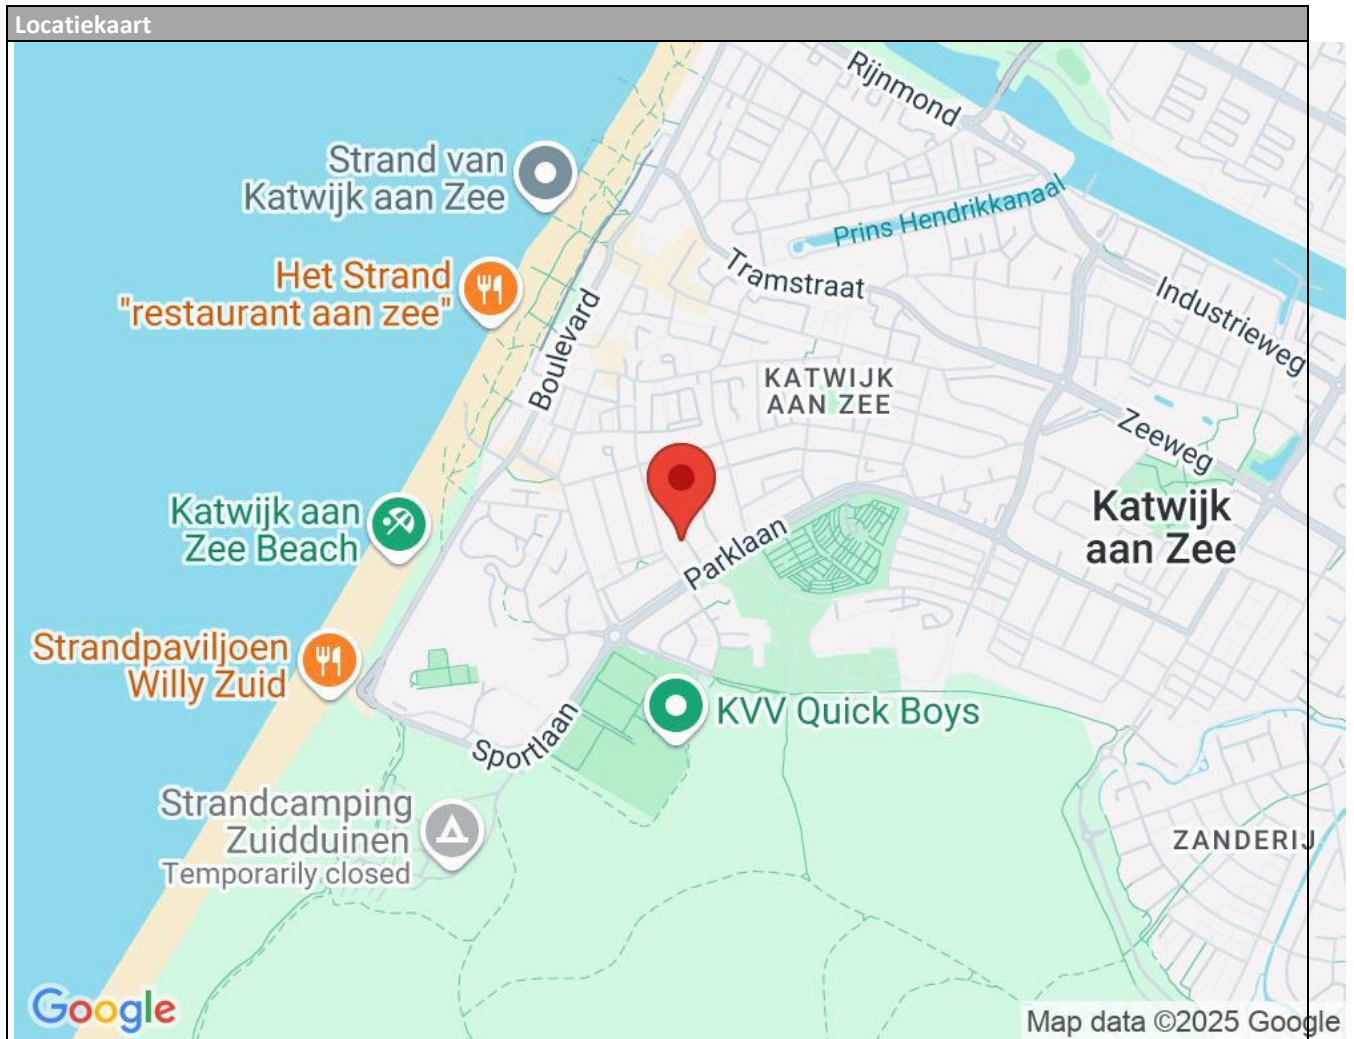 Locatiekaart
Rijnmond
Strand van
Katwijk aan Zee
Prins Hendrikkanaal
Het Strand
"restaurant aan zee"
Tramstraat
Industrieweg
Boulevard
KATWIJK
AAN ZEE
Zeeweg
Katwijk aan
Zee Beach
Katwijk
aan Zee
Parklaan
Strandpaviljoen
Willy Zuid
KVV Quick Boys
Sportlaan
Strandcamping
Zuidduinen
Temporarily closed
ZANDERIJ
Google
Map data ©2025 Google